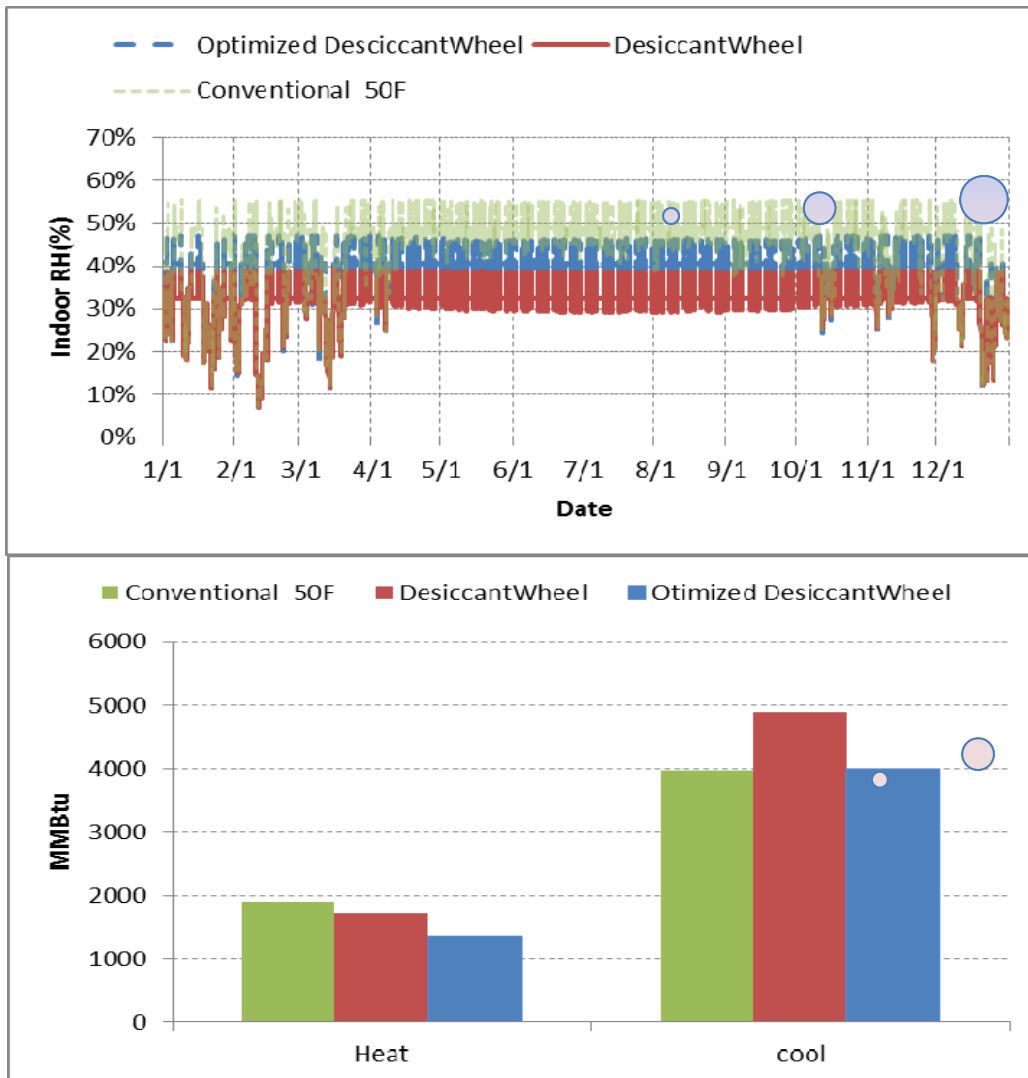 Optimized DesciccantWheel DesiccantWheel
Conventional 50F
70%
60%
50%
40%
30%
20%
10%
0%
Indoor RH(%)
1/1 2/1 3/1 4/1 5/1 6/1 7/1 8/1 9/1 10/1 11/1 12/1
Date
Conventional 50F DesiccantWheel Otimized DesiccantWheel
6000
5000
4000
3000
2000
1000
0
MMBtu
Heat cool